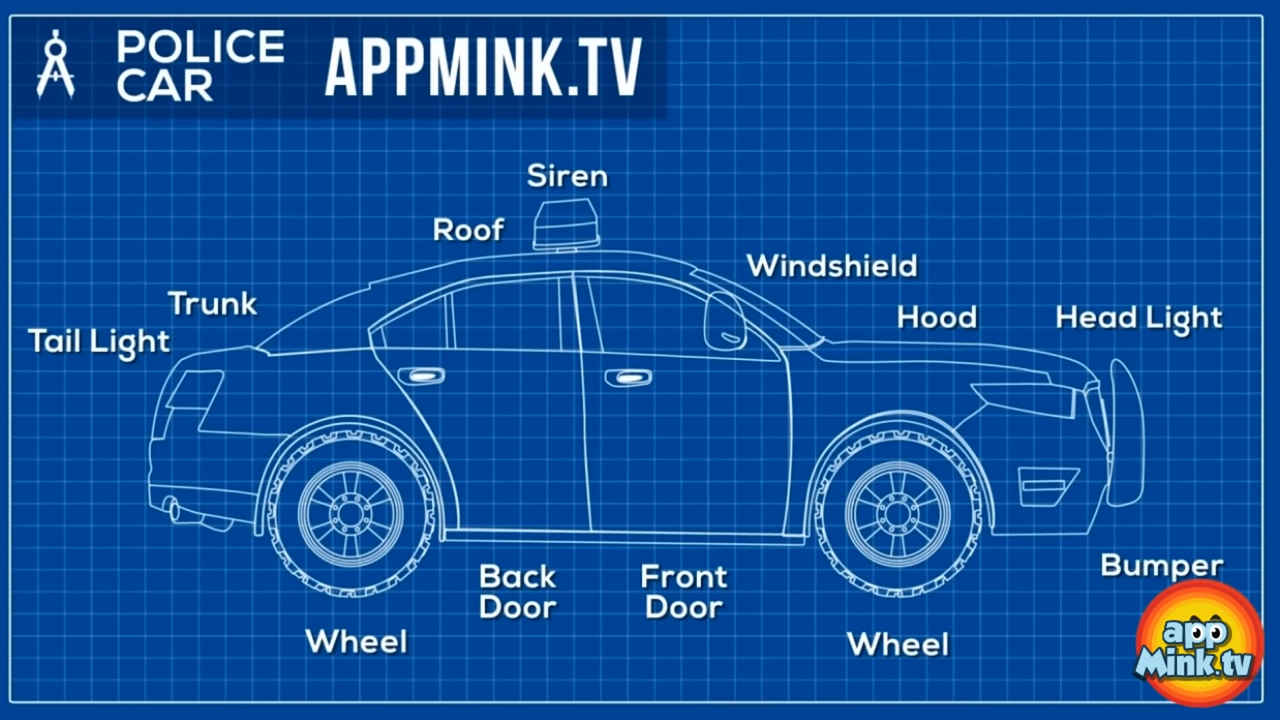 POLICE
CAR
APPMINK.TV
Siren
Roof
Windshield
Trunk
Hood
Head Light
Tail Light
Bumper
Back
Door
Front
Door
Wheel
Wheel
app
Mink.tv